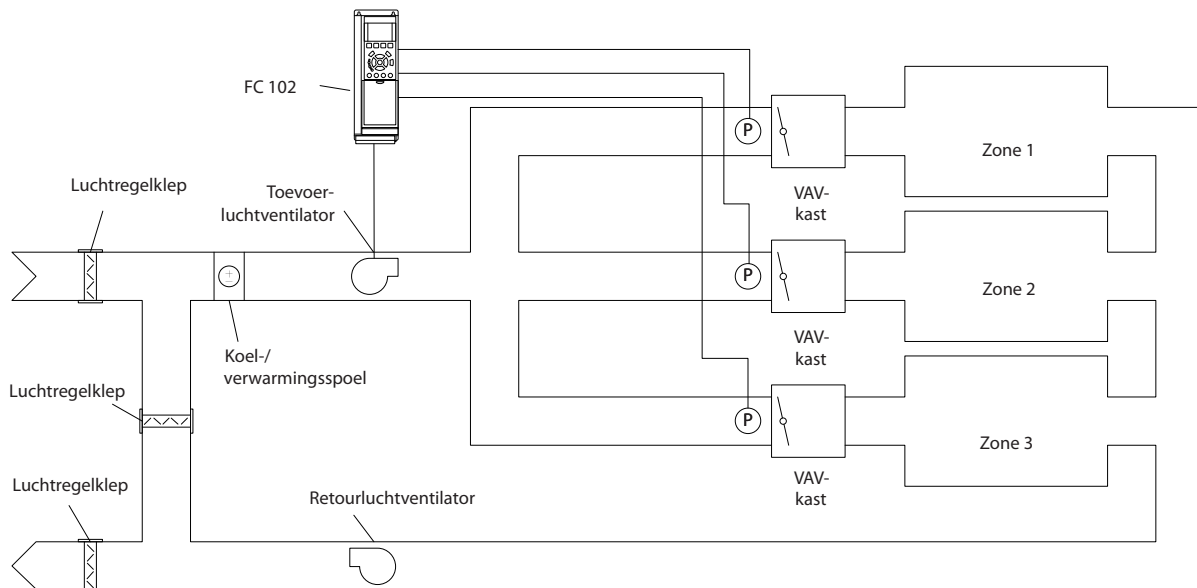 FC 102
P
Zone 1
Luchtregelklep
Toevoer-
luchtventilator
VAV-
kast
P
Zone 2
Koel-/
verwarmingsspoel
VAV-
kast
Luchtregelklep
P
Zone 3
Luchtregelklep
Retourluchtventilator
VAV-
kast